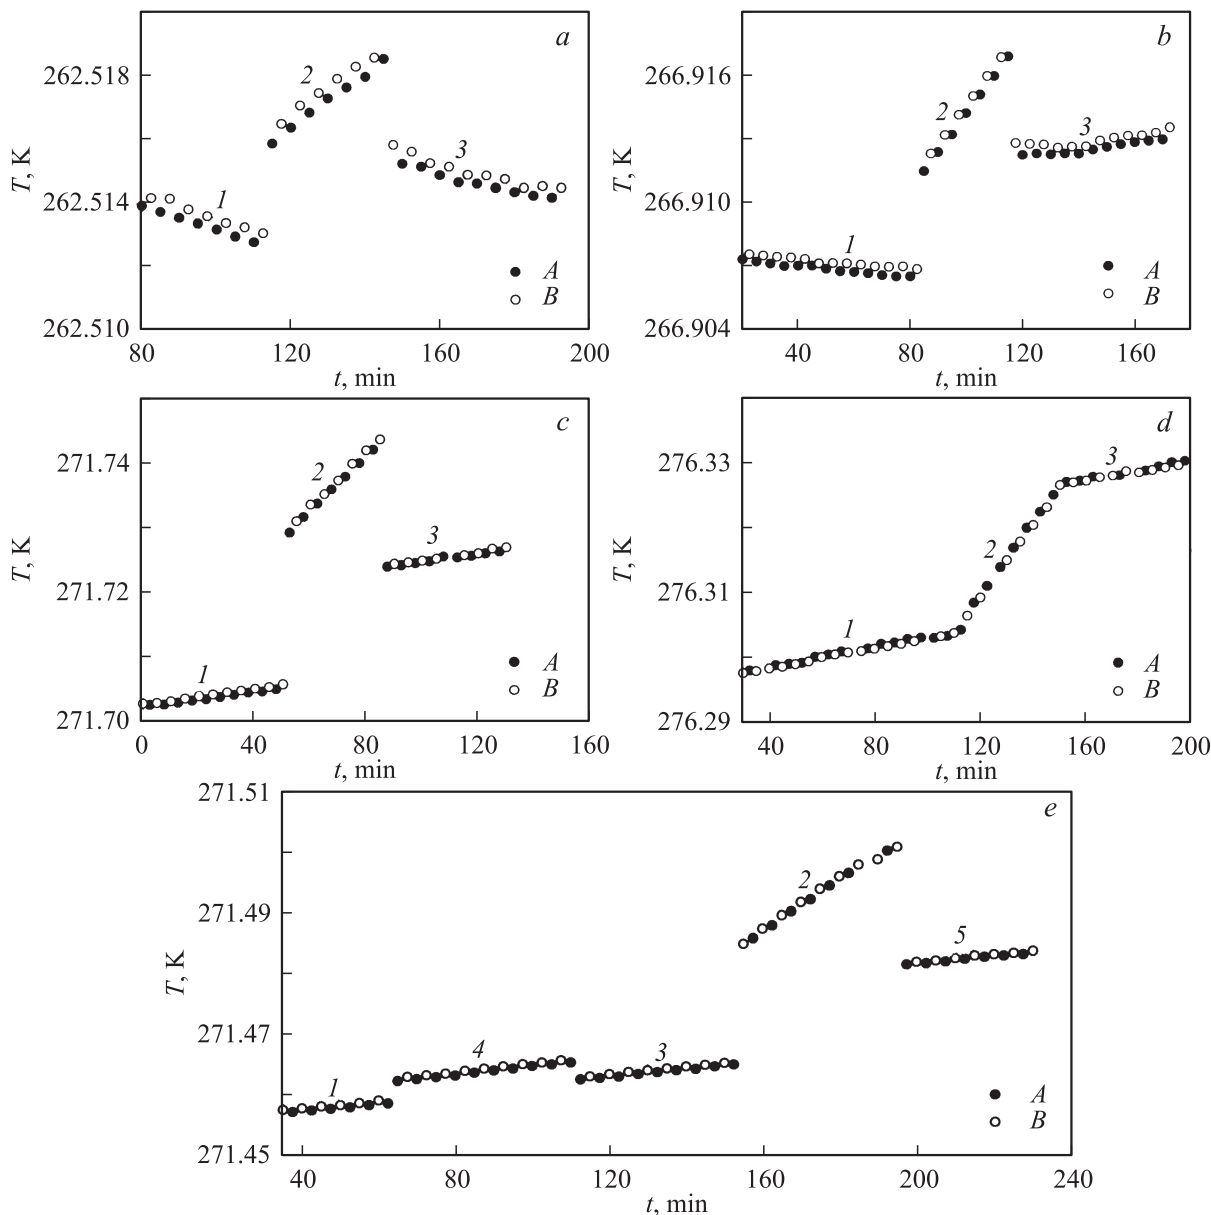 a
b
262.518
262.514
262.510
T, K
2
1
3
A
B
80
120
160
200
t, min
266.916
266.910
266.904
T, K
2
3
1
A
B
40
80
120
160
t, min
c
d
271.74
271.72
271.70
T, K
2
3
1
A
B
0
40
80
120
160
t, min
276.33
276.31
276.29
T, K
3
2
1
A
B
40
80
120
160
200
t, min
e
271.51
271.49
271.47
271.45
T, K
2
5
4
3
1
A
B
40
80
120
160
200
240
t, min